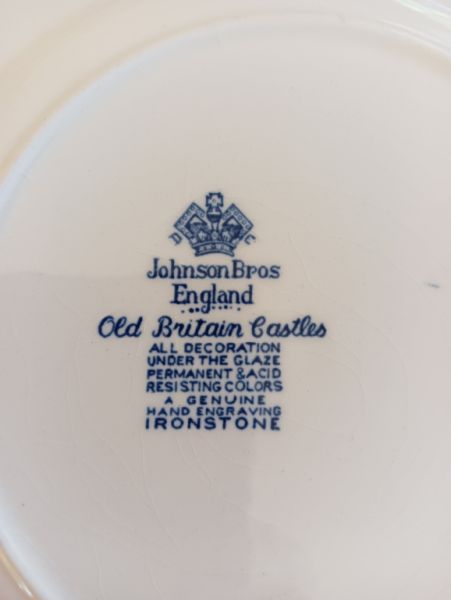 D C
Johnson Bros
England
Old Britain Castles
ALL DECORATION
UNDER THE GLAZE
PERMANENT & ACID
RESISTING COLORS
A GENUINE
HAND ENGRAVING
IRONSTONE